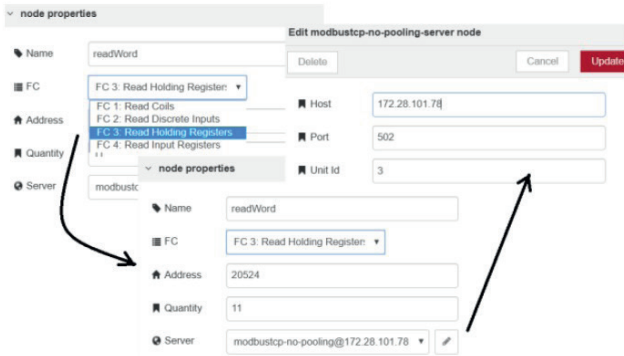 node properties
Name
readWord
FC
FC 3: Read Holding Register:
FC 1: Read Coils
FC 2: Read Discrete Inputs
FC 3: Read Holding Registers
FC 4: Read Input Registers
Address
Quantity
Server
modbustc
Edit modbustcp-no-pooling-server node
Delete
Cancel
Update
Host
172.28.101.78
Port
502
Unit Id
3
node properties
Name
readWord
FC
FC 3: Read Holding Register:
Address
20524
Quantity
11
Server
modbustcp-no-pooling@172.28.101.78